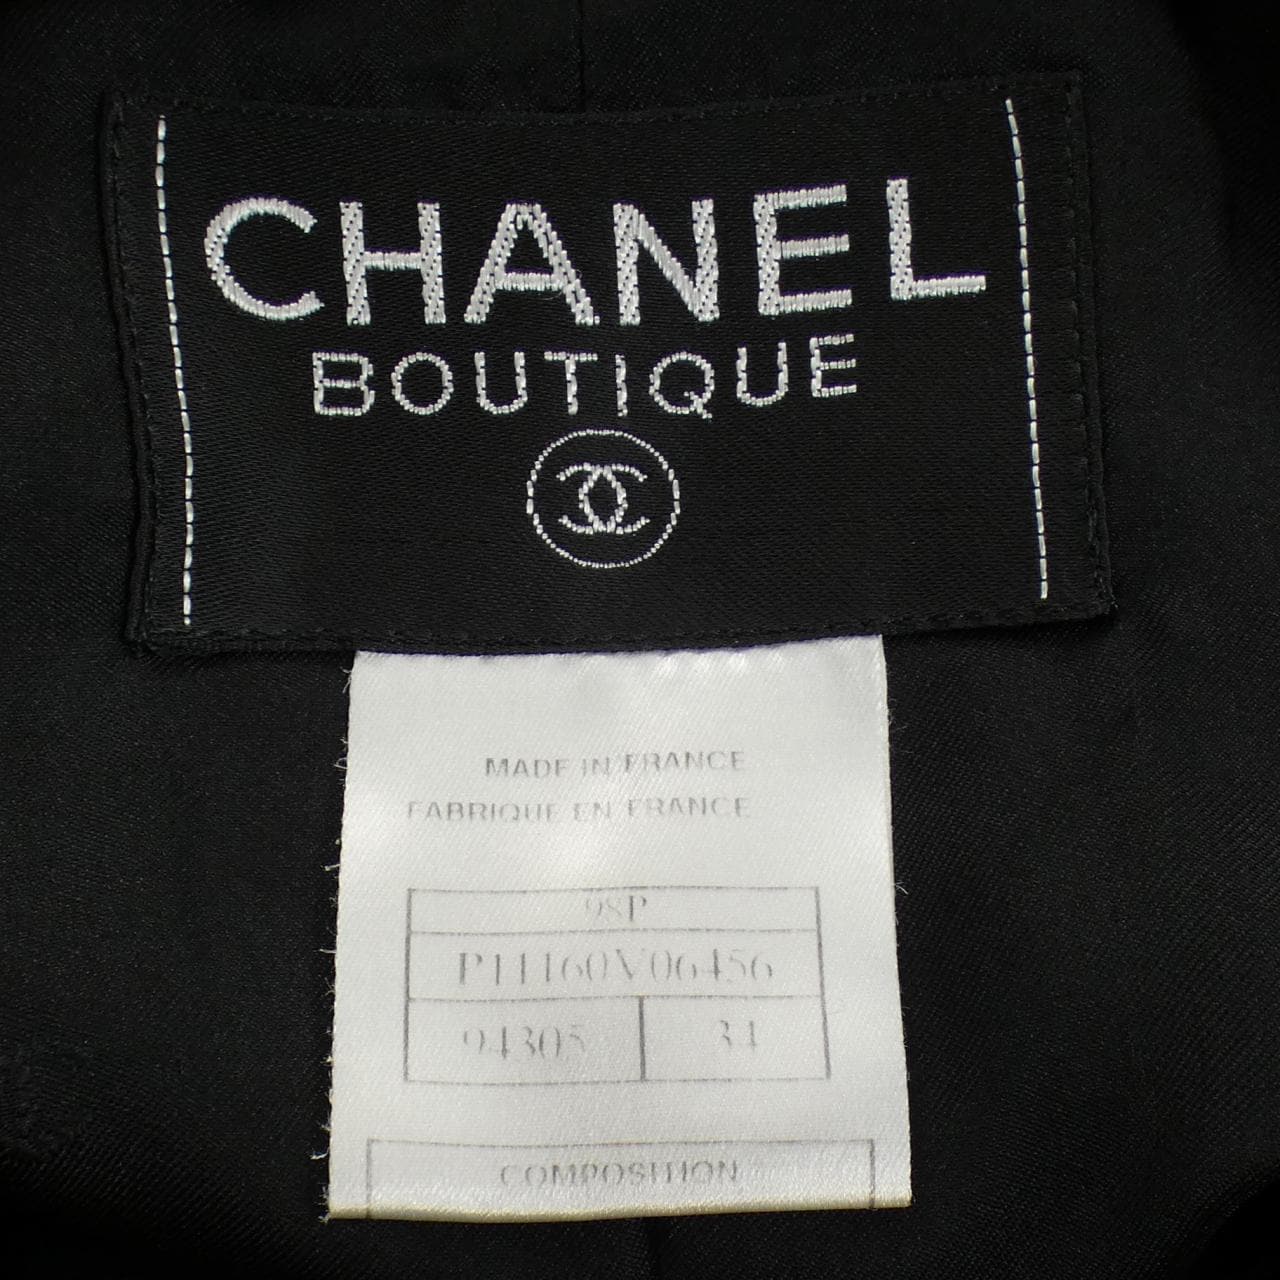 CHANEL
BOUTIQUE
MADE IN FRANCE
FABRIQUE EN FRANCE
98P
P11160V06456
94305 34
COMPOSITION